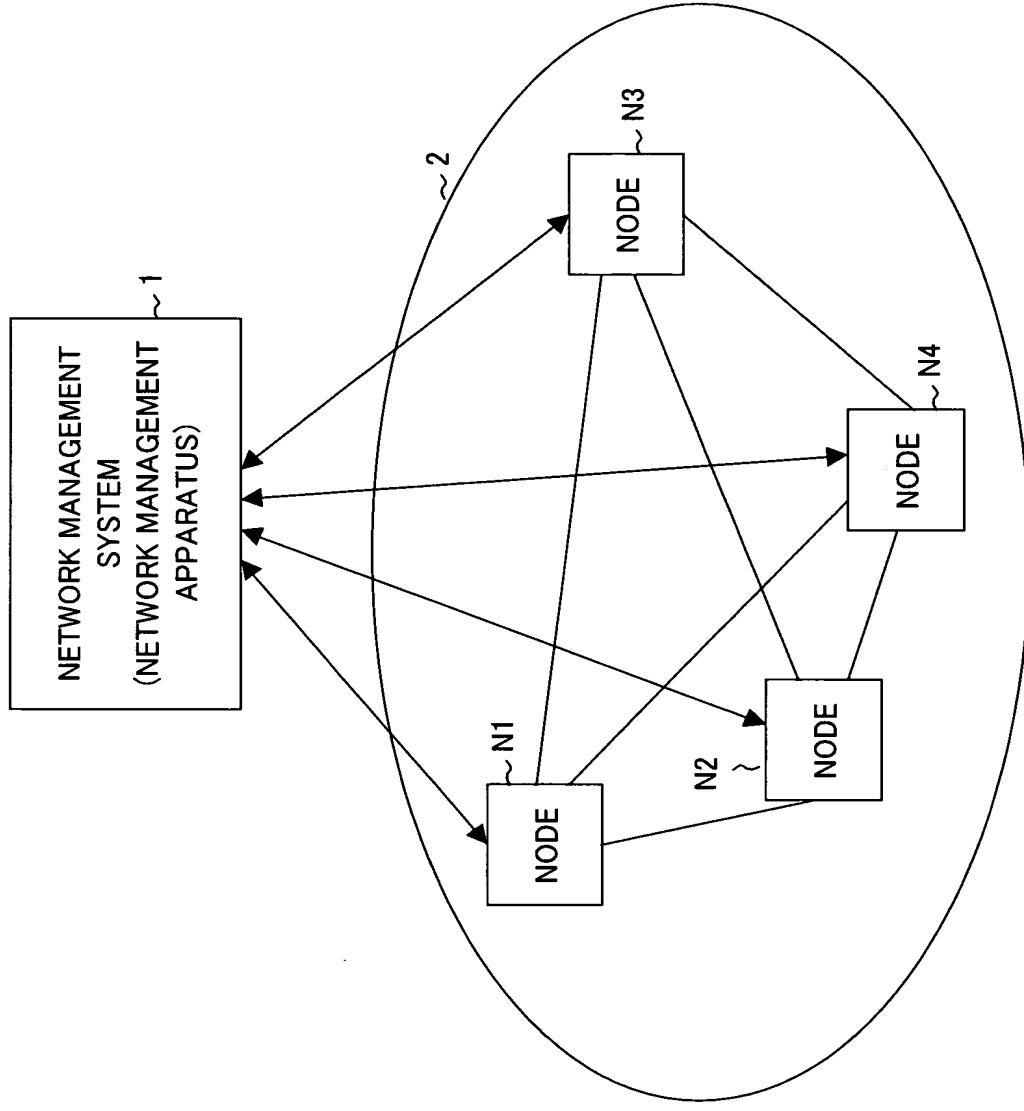 NETWORK MANAGEMENT
SYSTEM
(NETWORK MANAGEMENT
APPARATUS)
1
2
N1
NODE
N2
NODE
N3
NODE
N4
NODE